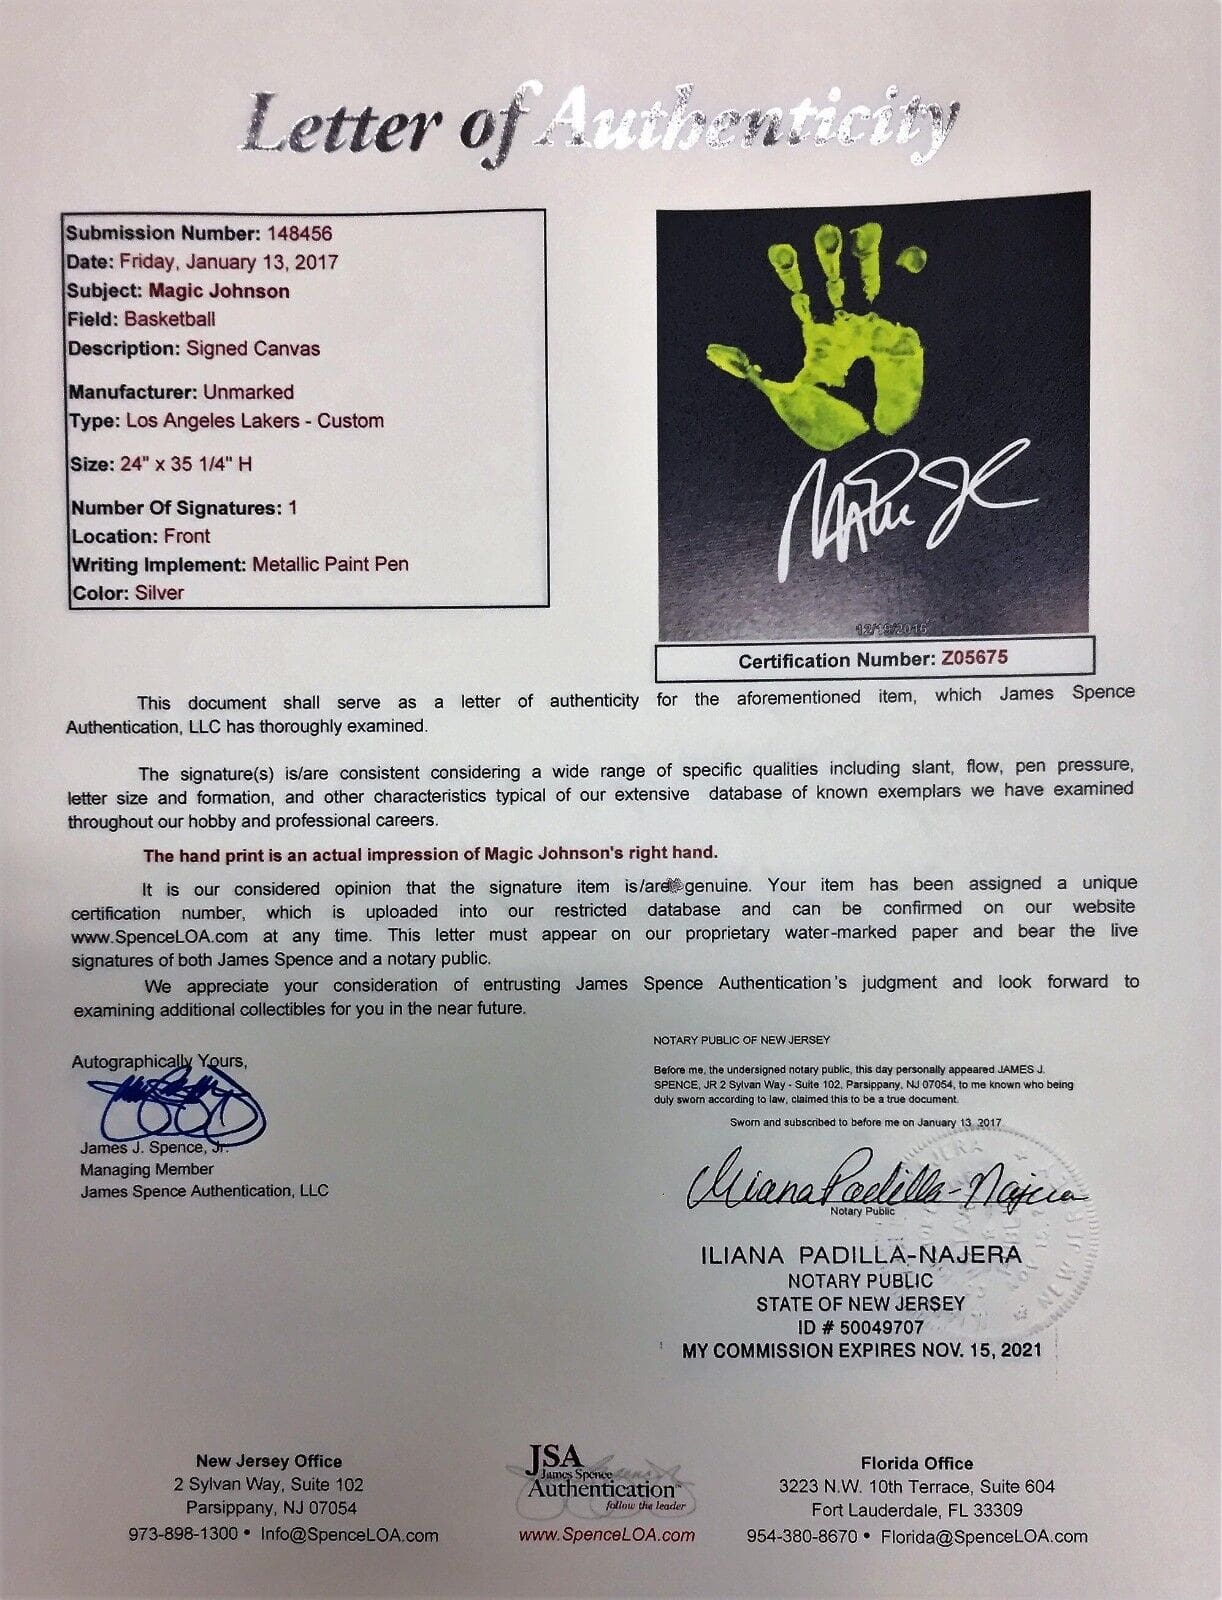 Letter of Authenticity
Submission Number: 148456
Date: Friday, January 13, 2017
Subject: Magic Johnson
Field: Basketball
Description: Signed Canvas
Manufacturer: Unmarked
Type: Los Angeles Lakers - Custom
Size: 24" x 35 1/4" H
Number Of Signatures: 1
Location: Front
Writing Implement: Metallic Paint Pen
Color: Silver
12/19/2016
Certification Number: Z05675
This document shall serve as a letter of authenticity for the aforementioned item, which James Spence
Authentication, LLC has thoroughly examined.
The signature(s) is/are consistent considering a wide range of specific qualities including slant, flow, pen pressure,
letter size and formation, and other characteristics typical of our extensive database of known exemplars we have examined
throughout our hobby and professional careers.
The hand print is an actual impression of Magic Johnson's right hand.
It is our considered opinion that the signature item is/are genuine. Your item has been assigned a unique
certification number, which is uploaded into our restricted database and can be confirmed on our website
www.SpenceLOA.com at any time. This letter must appear on our proprietary water-marked paper and bear the live
signatures of both James Spence and a notary public.
We appreciate your consideration of entrusting James Spence Authentication's judgment and look forward to
examining additional collectibles for you in the near future.
Autographically Yours,
James J. Spence, Jr.
Managing Member
James Spence Authentication, LLC
NOTARY PUBLIC OF NEW JERSEY
Before me, the undersigned notary public, this day personally appeared JAMES J.
SPENCE, JR 2 Sylvan Way - Suite 102, Parsippany, NJ 07054, to me known who being
duly sworn according to law, claimed this to be a true document.
Sworn and subscribed to before me on January 13, 2017
Iliana Padilla-Najera
Notary Public
ILIANA PADILLA-NAJERA
NOTARY PUBLIC
STATE OF NEW JERSEY
ID # 50049707
MY COMMISSION EXPIRES NOV. 15, 2021
New Jersey Office
2 Sylvan Way, Suite 102
Parsippany, NJ 07054
973-898-1300 • Info@SpenceLOA.com
JSA
James Spence
Authentication
follow the leader
www.SpenceLOA.com
Florida Office
3223 N.W. 10th Terrace, Suite 604
Fort Lauderdale, FL 33309
954-380-8670 • Florida@SpenceLOA.com